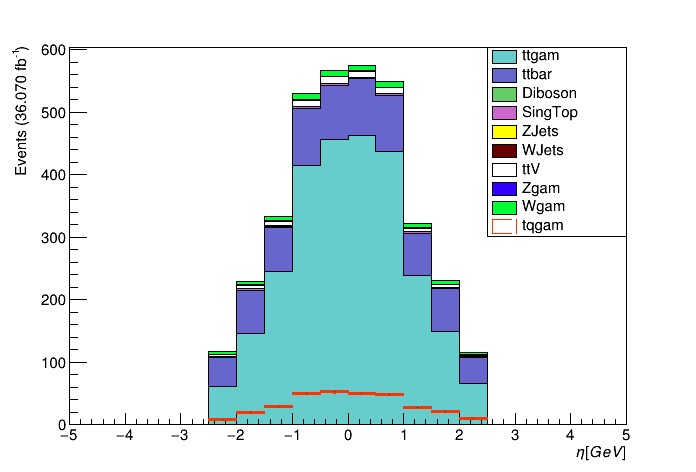 Events (36.070 fb⁻¹)
600
500
400
300
200
100
0
−5 −4 −3 −2 −1 0 1 2 3 4 5
η[GeV]
ttgam
ttbar
Diboson
SingTop
ZJets
WJets
ttV
Zgam
Wgam
tqgam